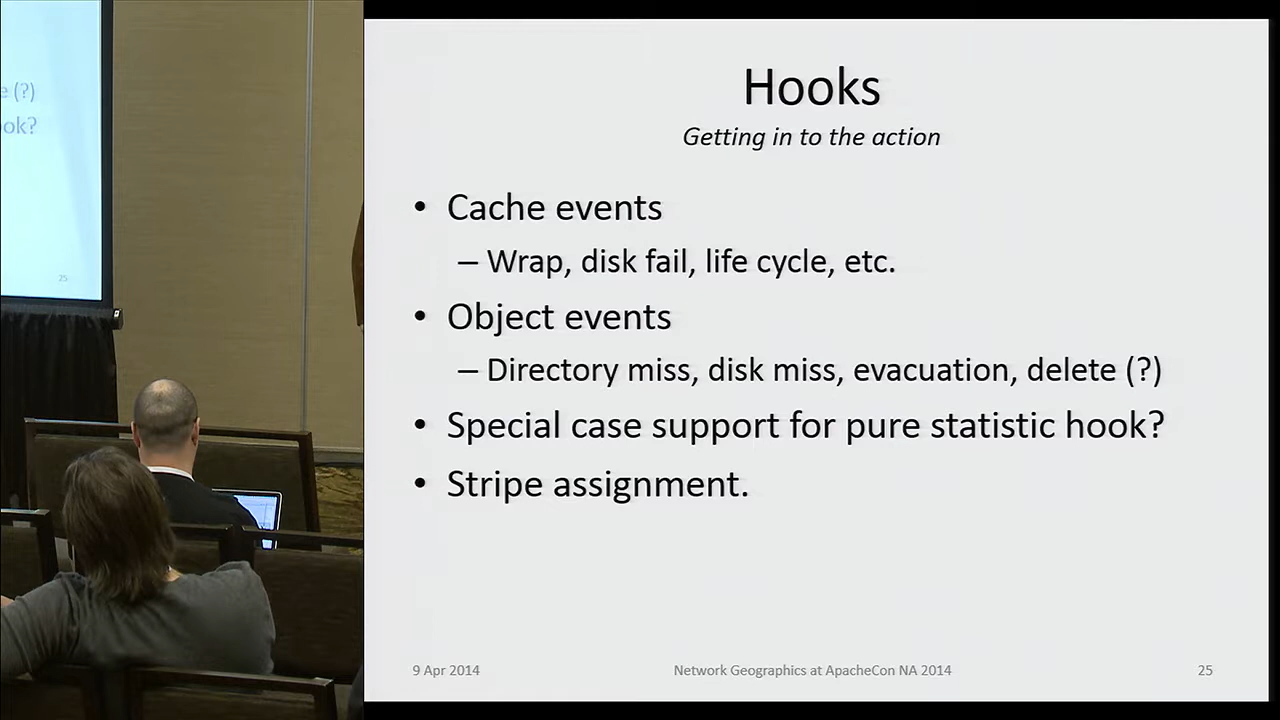 e (?)
ook?
25
Hooks
Getting in to the action
• Cache events
– Wrap, disk fail, life cycle, etc.
• Object events
– Directory miss, disk miss, evacuation, delete (?)
• Special case support for pure statistic hook?
• Stripe assignment.
9 Apr 2014
Network Geographics at ApacheCon NA 2014
25